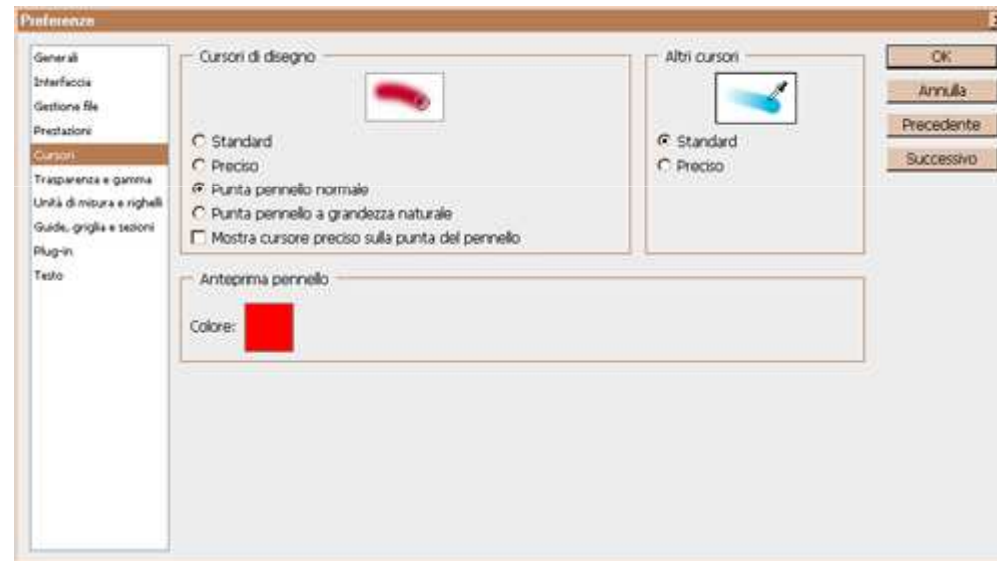 Preferenze
Generali
Interfaccia
Gestione file
Prestazioni
Cursori
Trasparenza e gamma
Unità di misura e righelli
Guide, griglia e sezioni
Plug-in
Testo
Cursori di disegno
Standard
Preciso
Punta pennello normale
Punta pennello a grandezza naturale
Mostra cursore preciso sulla punta del pennello
Altri cursori
Standard
Preciso
Anteprima pennello
Colore:
OK
Annulla
Precedente
Successivo